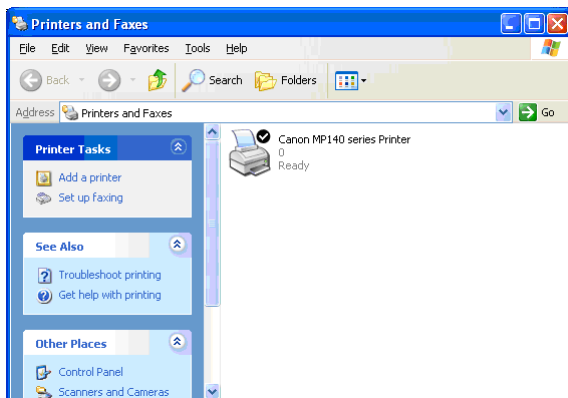 Printers and Faxes
File Edit View Favorites Tools Help
Back Search Folders
Address Printers and Faxes Go
Printer Tasks
Add a printer
Set up faxing
See Also
Troubleshoot printing
Get help with printing
Other Places
Control Panel
Scanners and Cameras
Canon MP140 series Printer
0
Ready